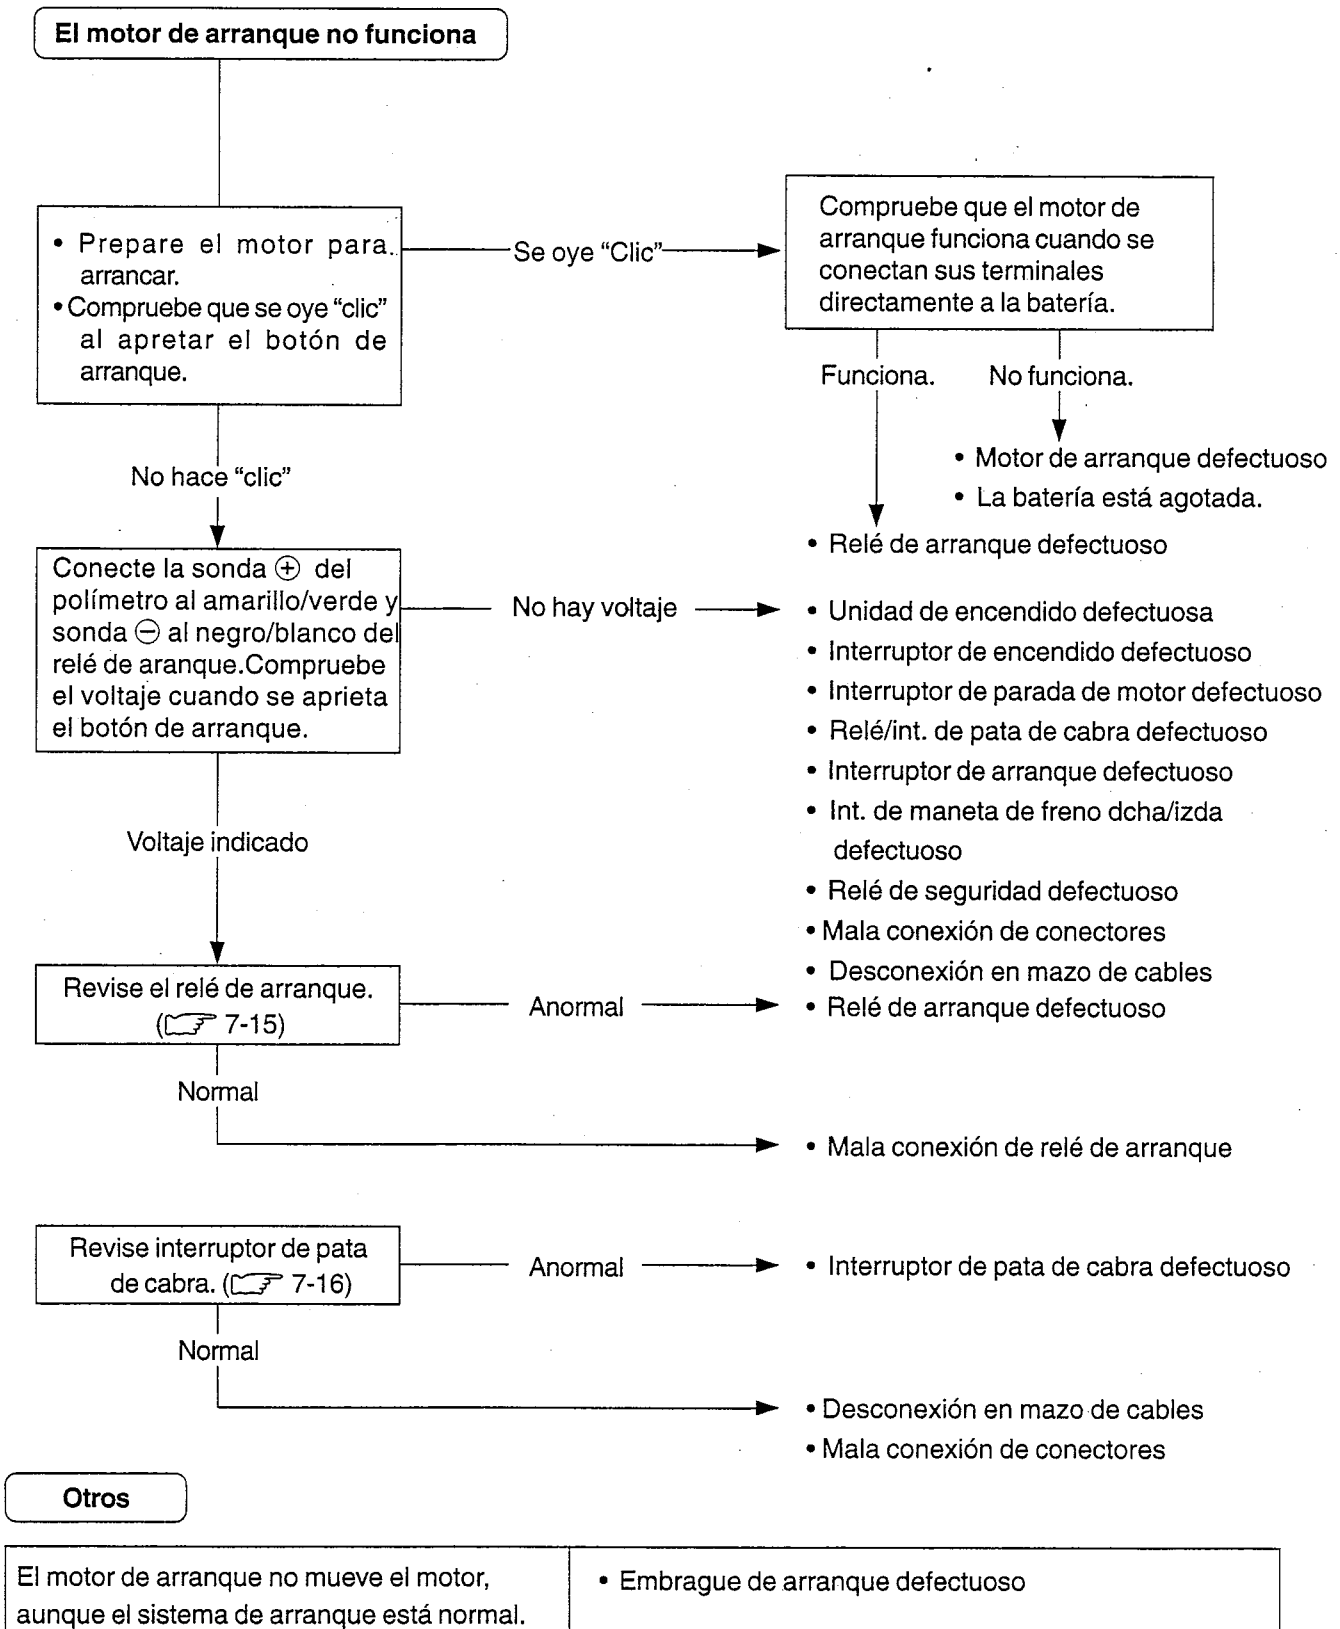 El motor de arranque no funciona
• Prepare el motor para.
arrancar.
• Compruebe que se oye “clic”
al apretar el botón de
arranque.
Se oye “Clic”
Compruebe que el motor de
arranque funciona cuando se
conectan sus terminales
directamente a la batería.
Funciona.
No funciona.
• Motor de arranque defectuoso
• La batería está agotada.
• Relé de arranque defectuoso
No hace “clic”
Conecte la sonda ⊕ del
polímetro al amarillo/verde y
sonda ⊖ al negro/blanco del
relé de aranque.Compruebe
el voltaje cuando se aprieta
el botón de arranque.
No hay voltaje
• Unidad de encendido defectuosa
• Interruptor de encendido defectuoso
• Interruptor de parada de motor defectuoso
• Relé/int. de pata de cabra defectuoso
• Interruptor de arranque defectuoso
• Int. de maneta de freno dcha/izda
defectuoso
• Relé de seguridad defectuoso
• Mala conexión de conectores
• Desconexión en mazo de cables
Voltaje indicado
Revise el relé de arranque.
(☞ 7-15)
Anormal
• Relé de arranque defectuoso
Normal
• Mala conexión de relé de arranque
Revise interruptor de pata
de cabra. (☞ 7-16)
Anormal
• Interruptor de pata de cabra defectuoso
Normal
• Desconexión en mazo de cables
• Mala conexión de conectores
Otros
El motor de arranque no mueve el motor,
aunque el sistema de arranque está normal.
• Embrague de arranque defectuoso